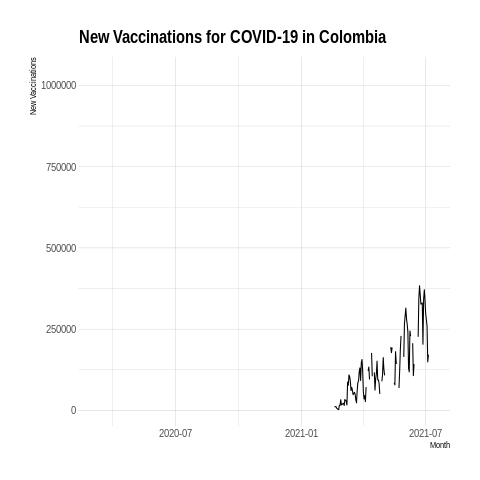 New Vaccinations for COVID-19 in Colombia
New Vaccinations
1000000
750000
500000
250000
0
2020-07
2021-01
2021-07
Month